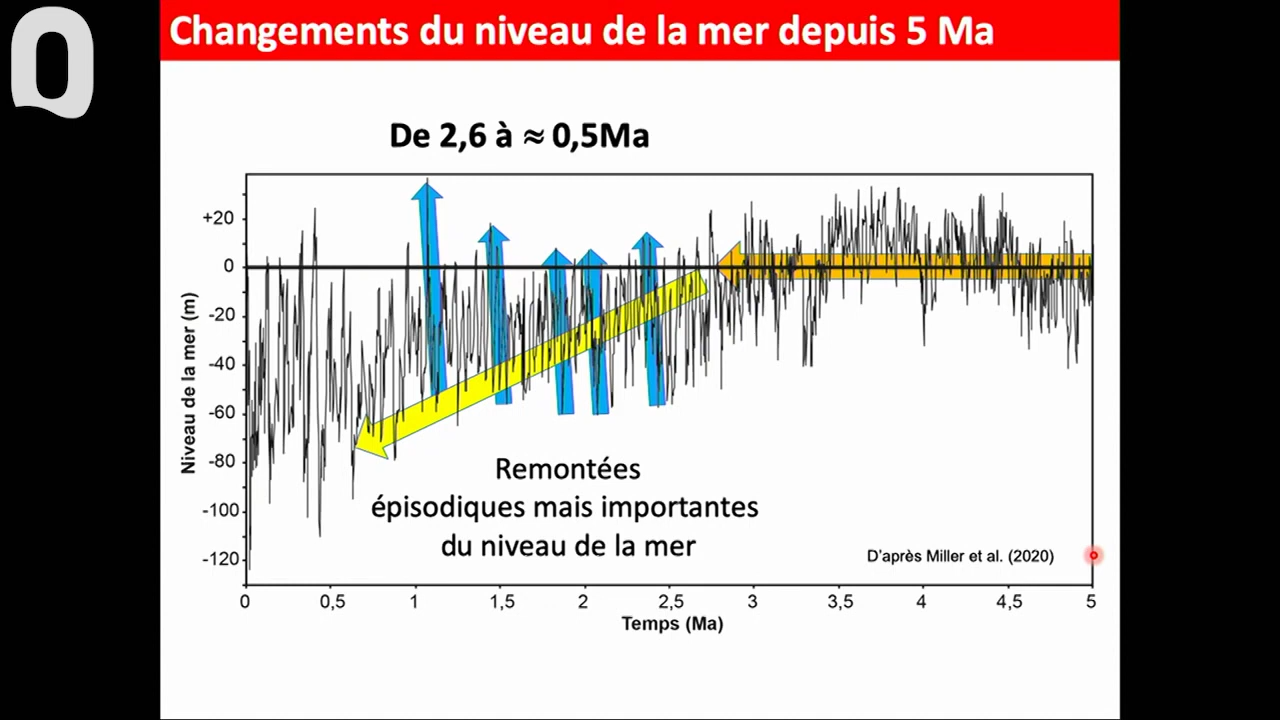 Q
Changements du niveau de la mer depuis 5 Ma
De 2,6 à ≈ 0,5Ma
+20
0
-20
-40
-60
-80
-100
-120
Niveau de la mer (m)
Remontées
épisodiques mais importantes
du niveau de la mer
D'après Miller et al. (2020)
0 0,5 1 1,5 2 2,5 3 3,5 4 4,5 5
Temps (Ma)